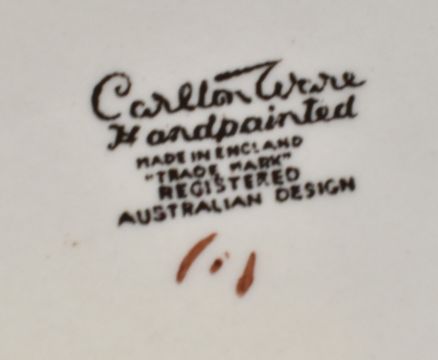 Carlton Ware
Handpainted
MADE IN ENGLAND
"TRADE MARK"
REGISTERED
AUSTRALIAN DESIGN